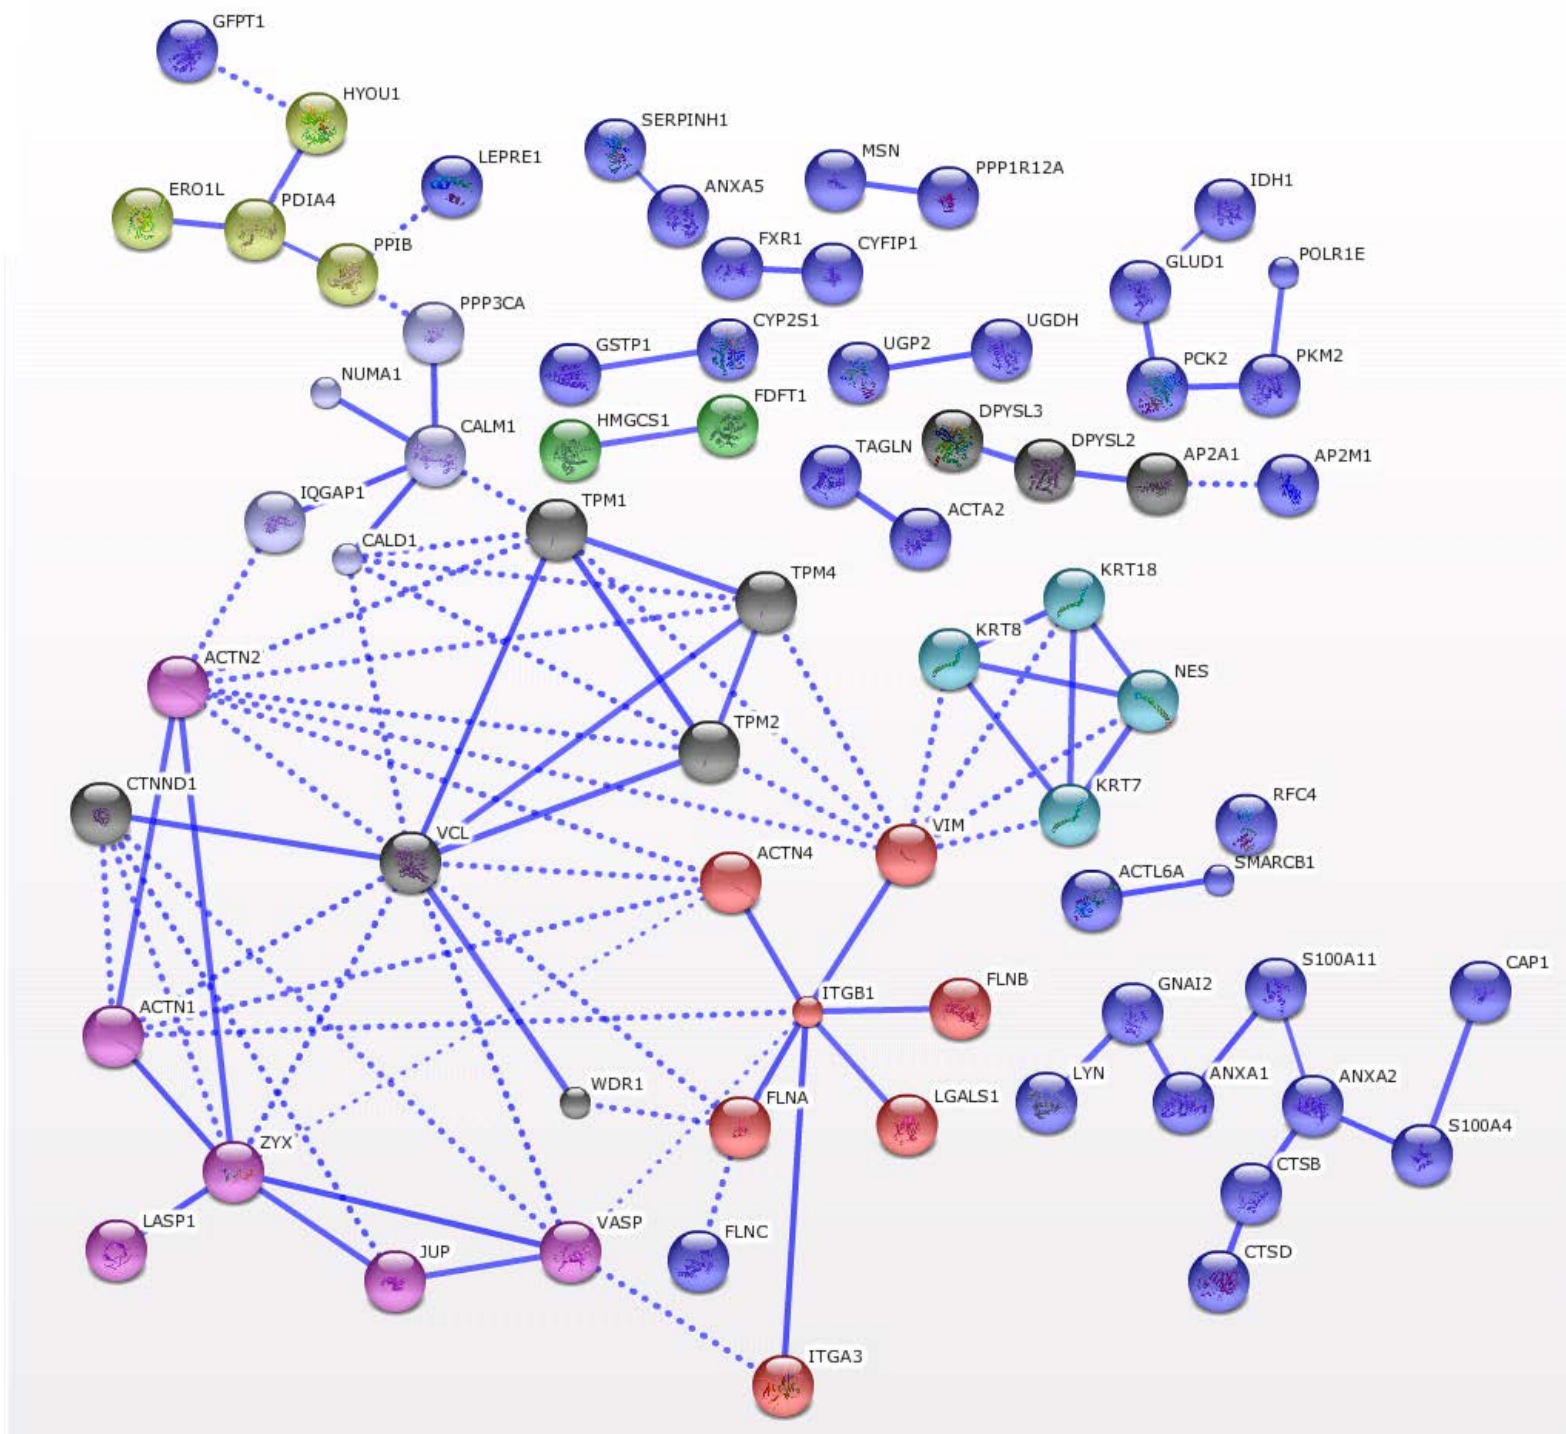 GFPT1
HYOU1
SERPINH1
MSN
LEPRE1
PPP1R12A
IDH1
ERO1L
PDIA4
ANXA5
PPIB
FXR1
CYFIP1
POLR1E
GLUD1
PPP3CA
CYP2S1
UGDH
GSTP1
UGP2
PCK2
PKM2
NUMA1
FDFT1
DPYSL3
HMGCS1
CALM1
DPYSL2
TAGLN
AP2A1
AP2M1
IQGAP1
TPM1
ACTA2
CALD1
TPM4
KRT18
KRT8
ACTN2
NES
TPM2
CTNND1
KRT7
RFC4
VCL
VIM
ACTN4
SMARCB1
ACTL6A
S100A11
CAP1
FLNB
GNAI2
ITGB1
ACTN1
LYN
ANXA1
ANXA2
WDR1
FLNA
LGALS1
S100A4
ZYX
CTSB
LASP1
VASP
FLNC
JUP
CTSD
ITGA3